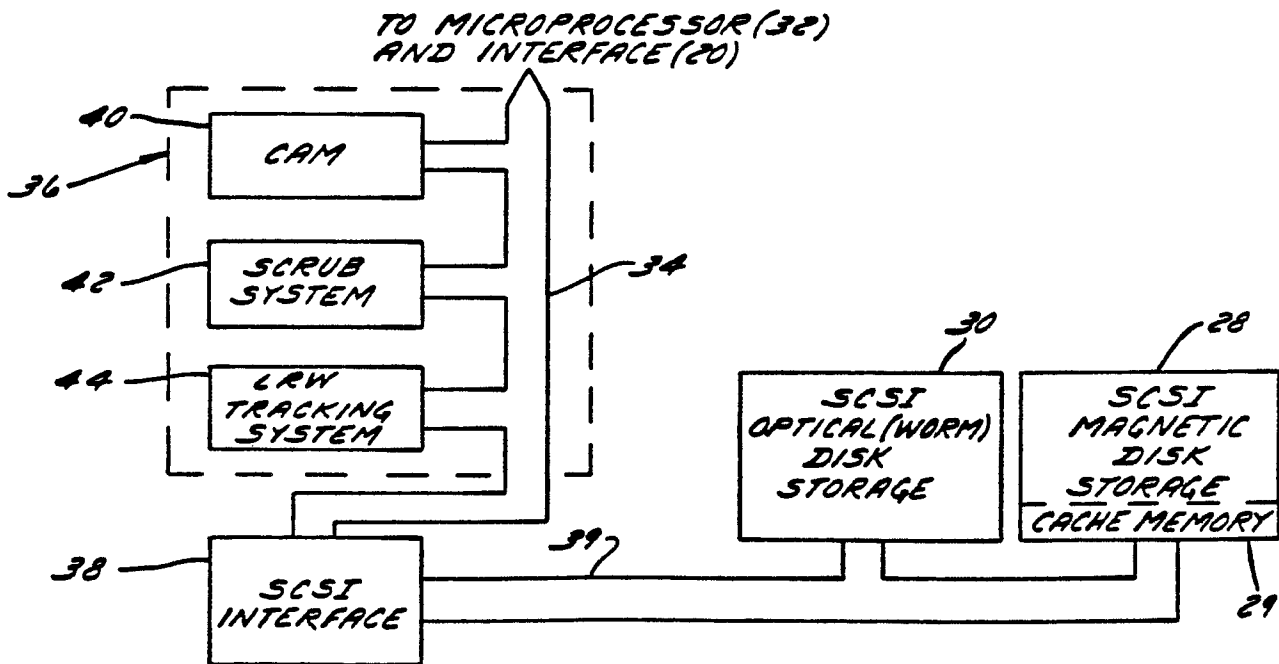 TO MICROPROCESSOR (32)
AND INTERFACE (20)
40
CAM
36
42
SCRUB
SYSTEM
34
44
LRW
TRACKING
SYSTEM
30
28
SCSI
OPTICAL (WORM)
DISK
STORAGE
SCSI
MAGNETIC
DISK
STORAGE
CACHE MEMORY
29
38
SCSI
INTERFACE
39